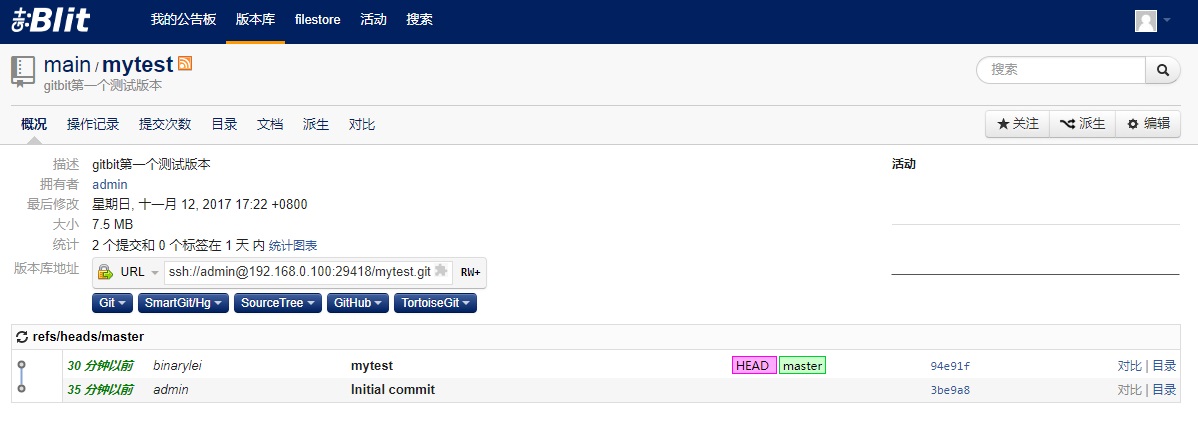 git:Blit 我的公告板 版本库 filestore 活动 搜索
main / mytest
gitbit第一个测试版本
搜索
概况 操作记录 提交次数 目录 文档 派生 对比 关注 派生 编辑
描述 gitbit第一个测试版本 活动
拥有者 admin
最后修改 星期日, 十一月 12, 2017 17:22 +0800
大小 7.5 MB
统计 2 个提交和 0 个标签在 1 天 内 统计图表
版本库地址 URL ssh://admin@192.168.0.100:29418/mytest.git RW+
Git SmartGit/Hg SourceTree GitHub TortoiseGit
refs/heads/master
30 分钟以前 binarylei mytest HEAD master 94e91f 对比 | 目录
35 分钟以前 admin Initial commit 3be9a8 对比 | 目录